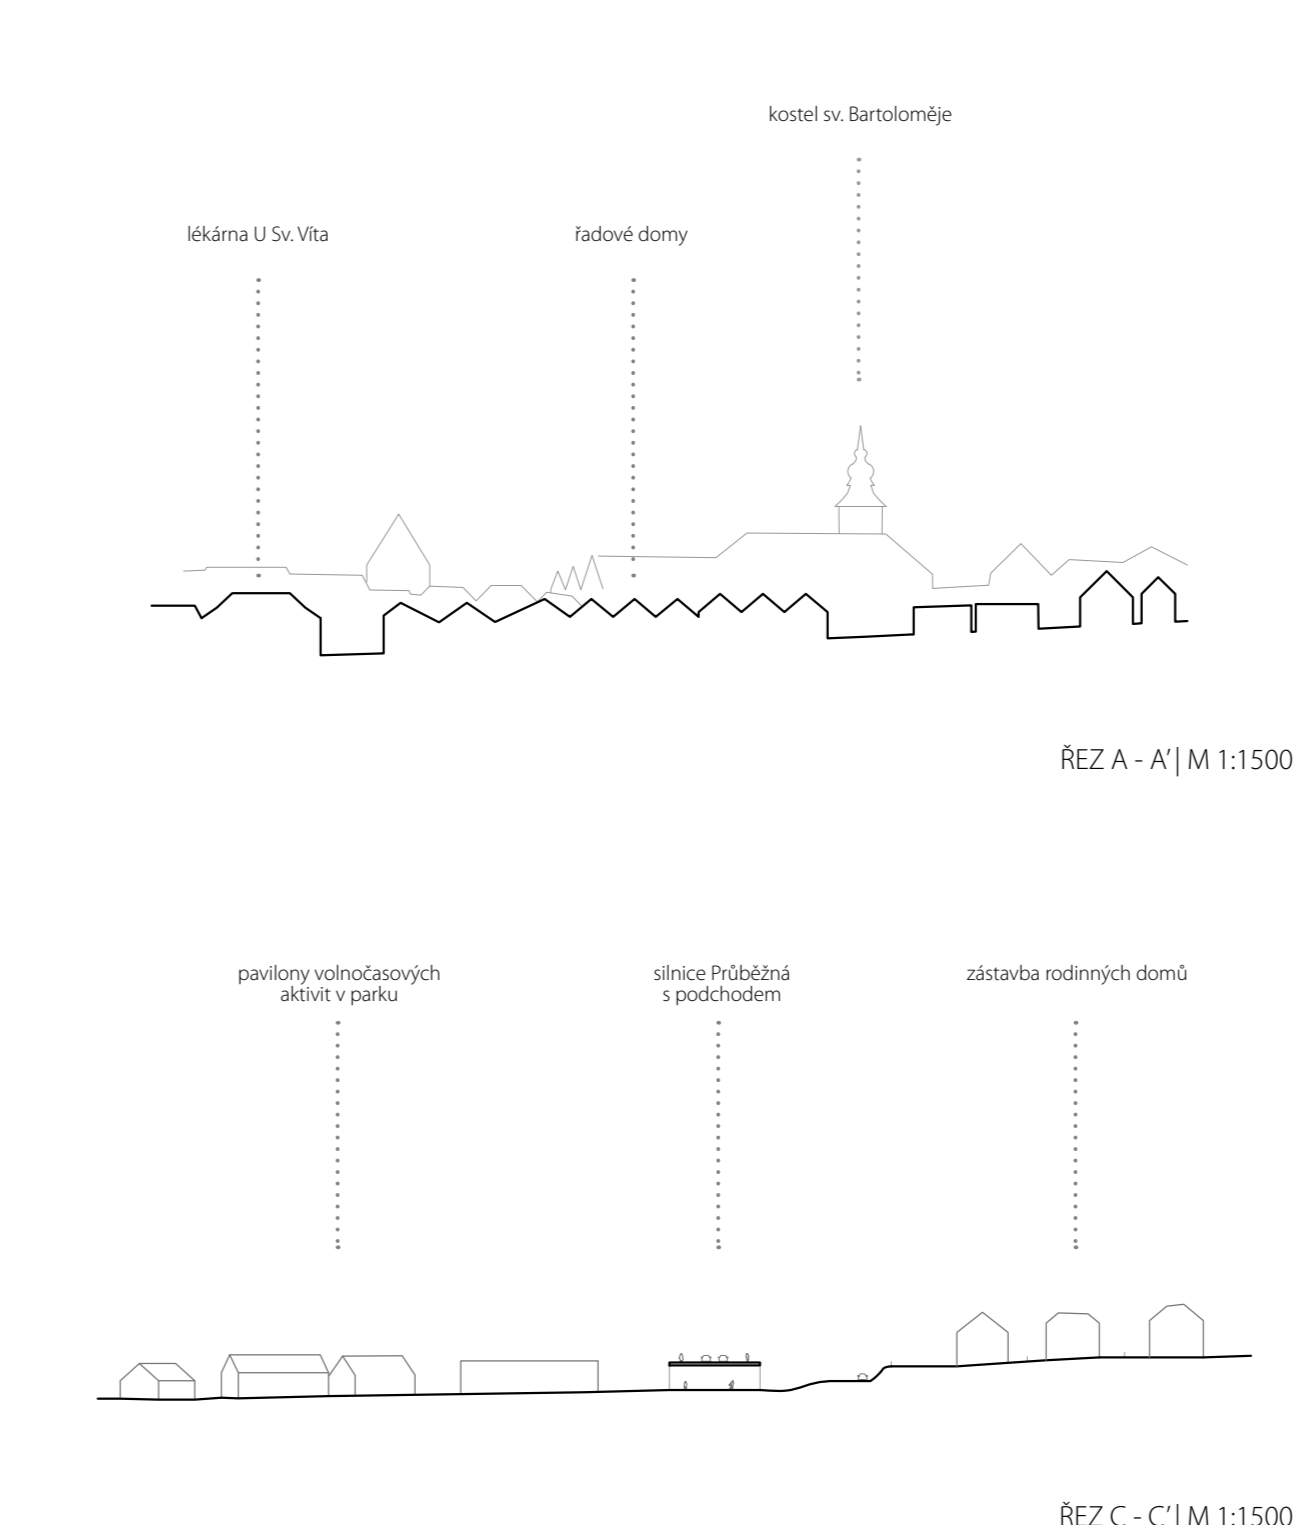 kostel sv. Bartoloměje
lékárna U Sv. Víta
řadové domy
ŘEZ A - A' | M 1:1500
pavilony volnočasových
aktivit v parku
silnice Průběžná
s podchodem
zástavba rodinných domů
ŘEZ C - C' | M 1:1500